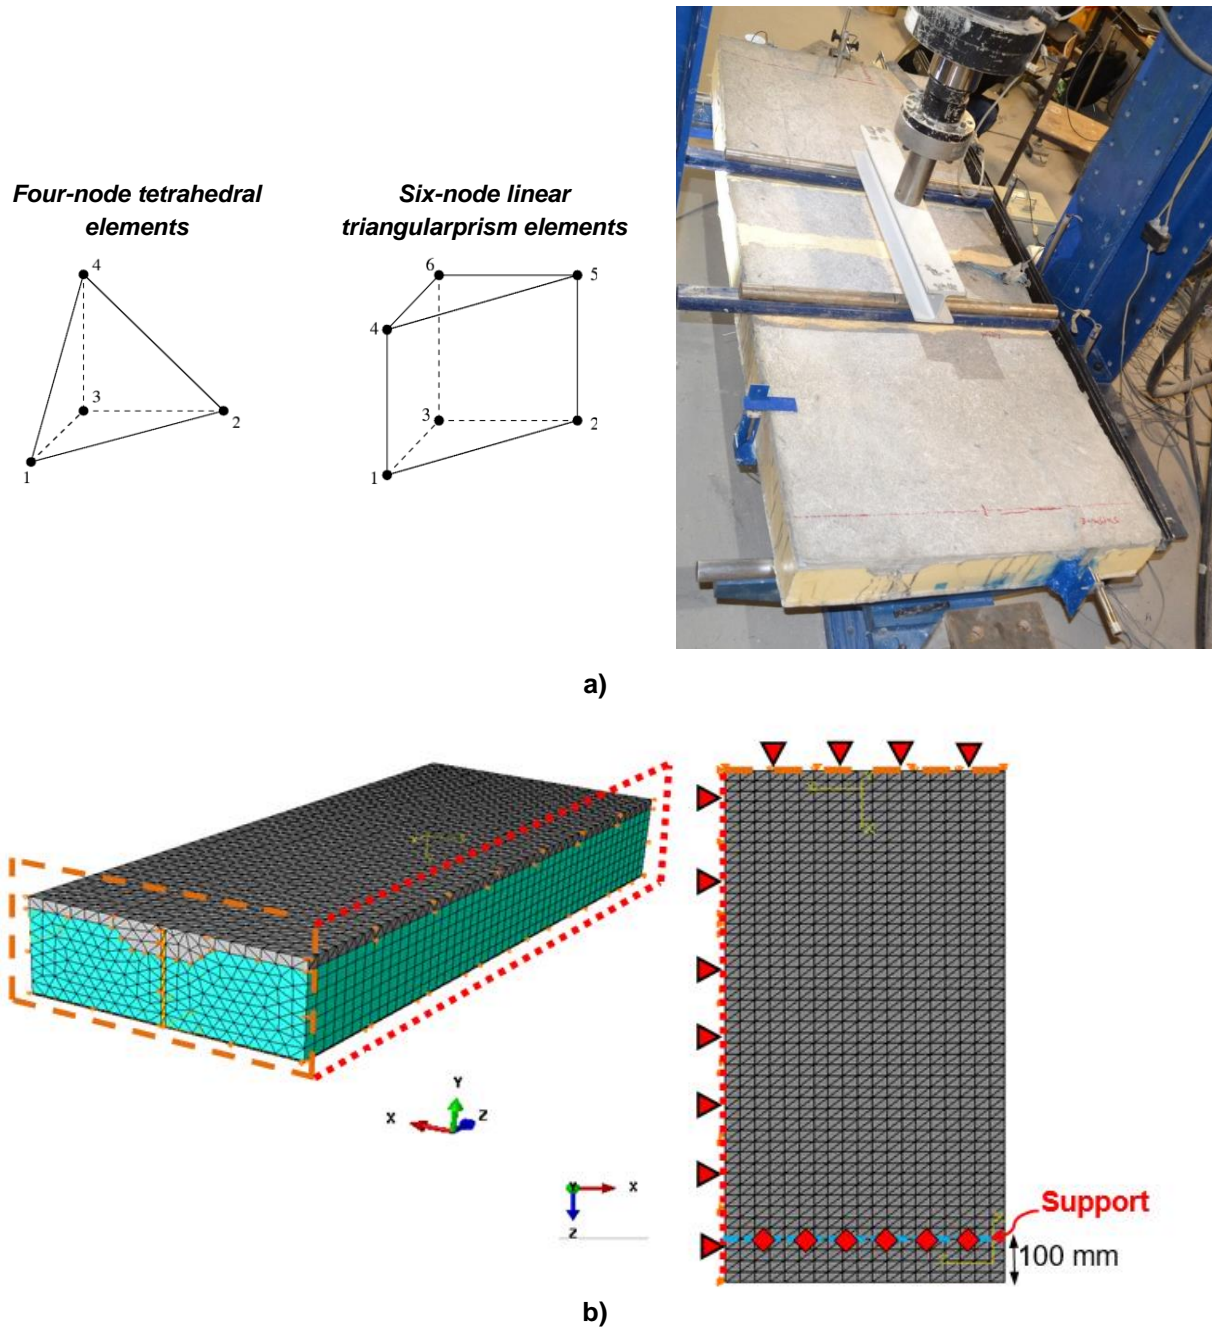 Four-node tetrahedral
elements
Six-node linear
triangularprism elements
4
3
2
1
6
5
4
3
2
1
a)
Y
X
Z
Y
X
Z
Support
100 mm
b)